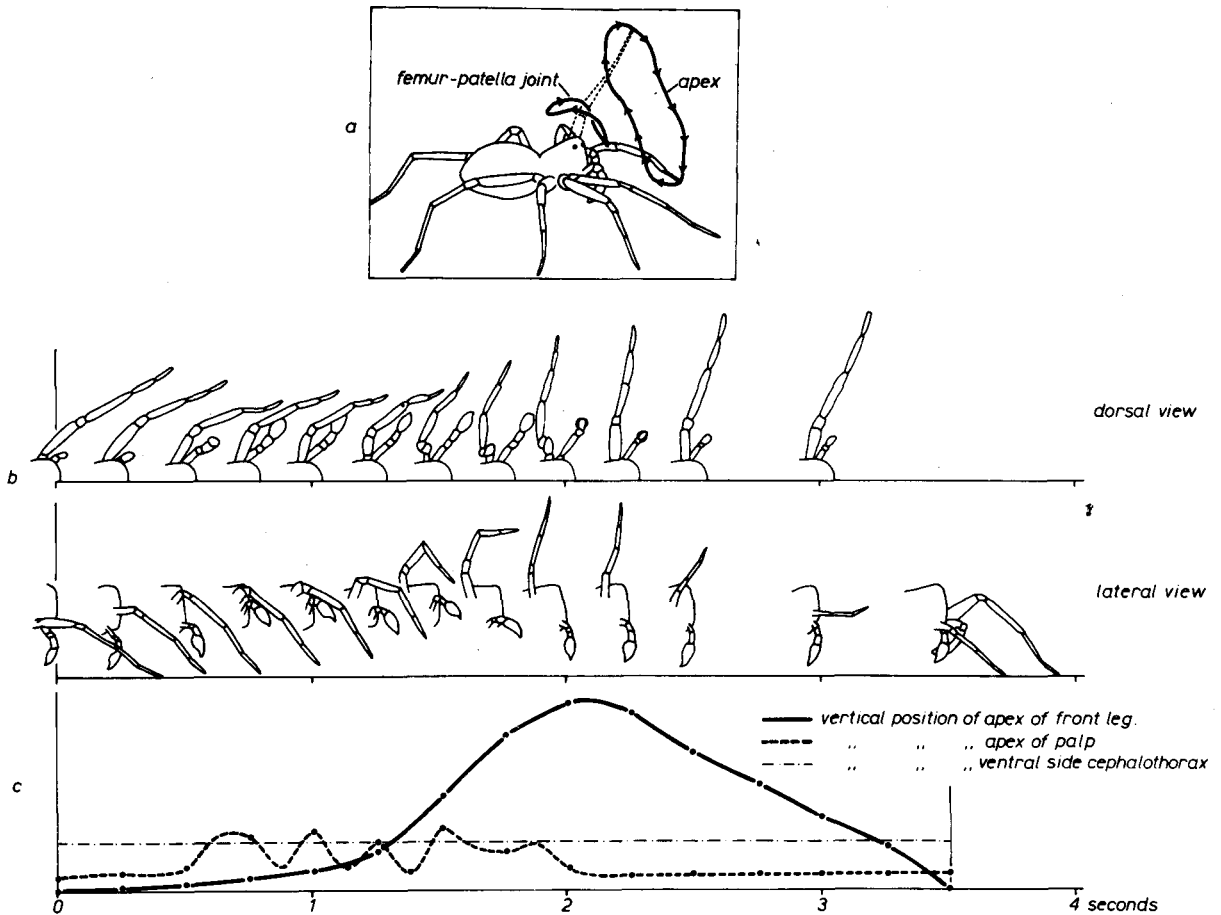 femur-patella joint
apex
a
dorsal view
b
lateral view
vertical position of apex of front leg.
,, ,, ,, apex of palp
,, ,, ,, ventral side cephalothorax
c
0 1 2 3 4 seconds